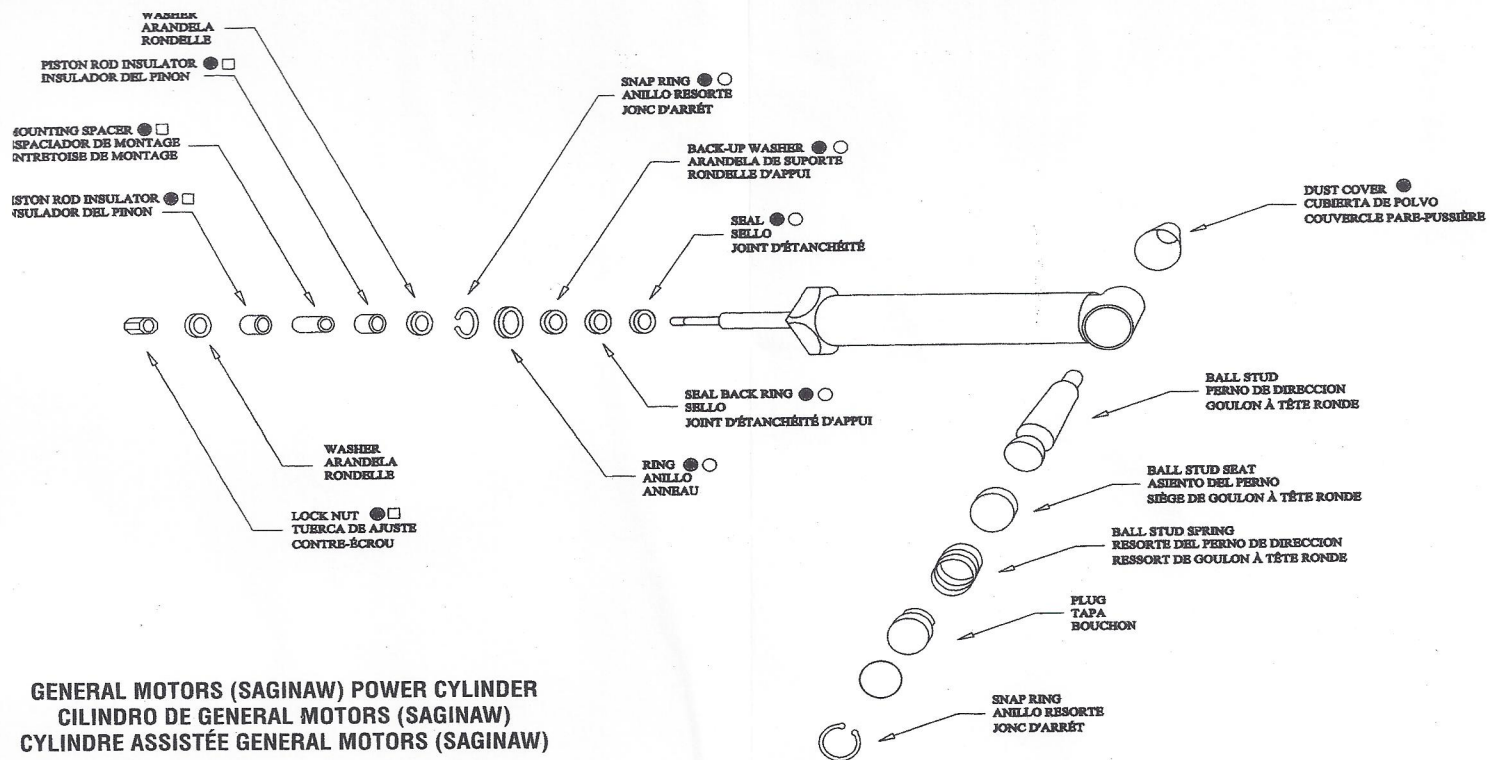 WASHER
ARANDELA
RONDELLE
PISTON ROD INSULATOR
INSULADOR DEL PINON
MOUNTING SPACER
ESPACIADOR DE MONTAGE
ENTRETOISE DE MONTAGE
PISTON ROD INSULATOR
INSULADOR DEL PINON
SNAP RING
ANILLO RESORTE
JONC D'ARRÉT
BACK-UP WASHER
ARANDELA DE SUPORTE
RONDELLE D'APPUI
SEAL
SELLO
JOINT D'ÉTANCHÉITÉ
DUST COVER
CUBIERTA DE POLVO
COUVERCLE PARE-PUSSIÈRE
WASHER
ARANDELA
RONDELLE
LOCK NUT
TUERCA DE AJUSTE
CONTRE-ÉCROU
SEAL BACK RING
SELLO
JOINT D'ÉTANCHÉITÉ D'APPUI
RING
ANILLO
ANNEAU
BALL STUD
PERNO DE DIRECCION
GOULON À TÊTE RONDE
BALL STUD SEAT
ASIENTO DEL PERNO
SIÈGE DE GOULON À TÊTE RONDE
BALL STUD SPRING
RESORTE DEL PERNO DE DIRECCION
RESSORT DE GOULON À TÊTE RONDE
PLUG
TAPA
BOUCHON
SNAP RING
ANILLO RESORTE
JONC D'ARRÉT
GENERAL MOTORS (SAGINAW) POWER CYLINDER
CILINDRO DE GENERAL MOTORS (SAGINAW)
CYLINDRE ASSISTÉE GENERAL MOTORS (SAGINAW)